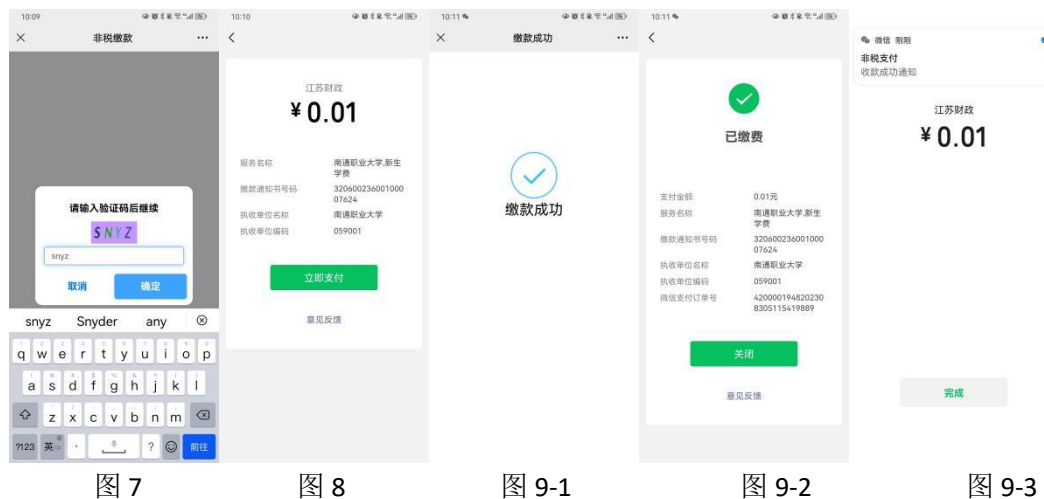 10:09
非税缴款
请输入验证码后继续
SNYZ
snyz
取消 确定
snyz Snyder any
q w e r t y u i o p
a s d f g h j k l
z x c v b n m
?123 英 · ? 前往
图 7
10:10
江苏财政
¥ 0.01
服务名称 南通职业大学,新生
学费
缴款通知书号码 320600236001000
07624
执收单位名称 南通职业大学
执收单位编码 059001
立即支付
意见反馈
图 8
10:11
缴款成功
缴款成功
图 9-1
10:11
已缴费
支付金额 0.01元
服务名称 南通职业大学,新生
学费
缴款通知书号码 320600236001000
07624
执收单位名称 南通职业大学
执收单位编码 059001
微信支付订单号 420000194820230
8305115419889
关闭
意见反馈
图 9-2
微信 刚刚
非税支付
收款成功通知
江苏财政
¥ 0.01
完成
图 9-3